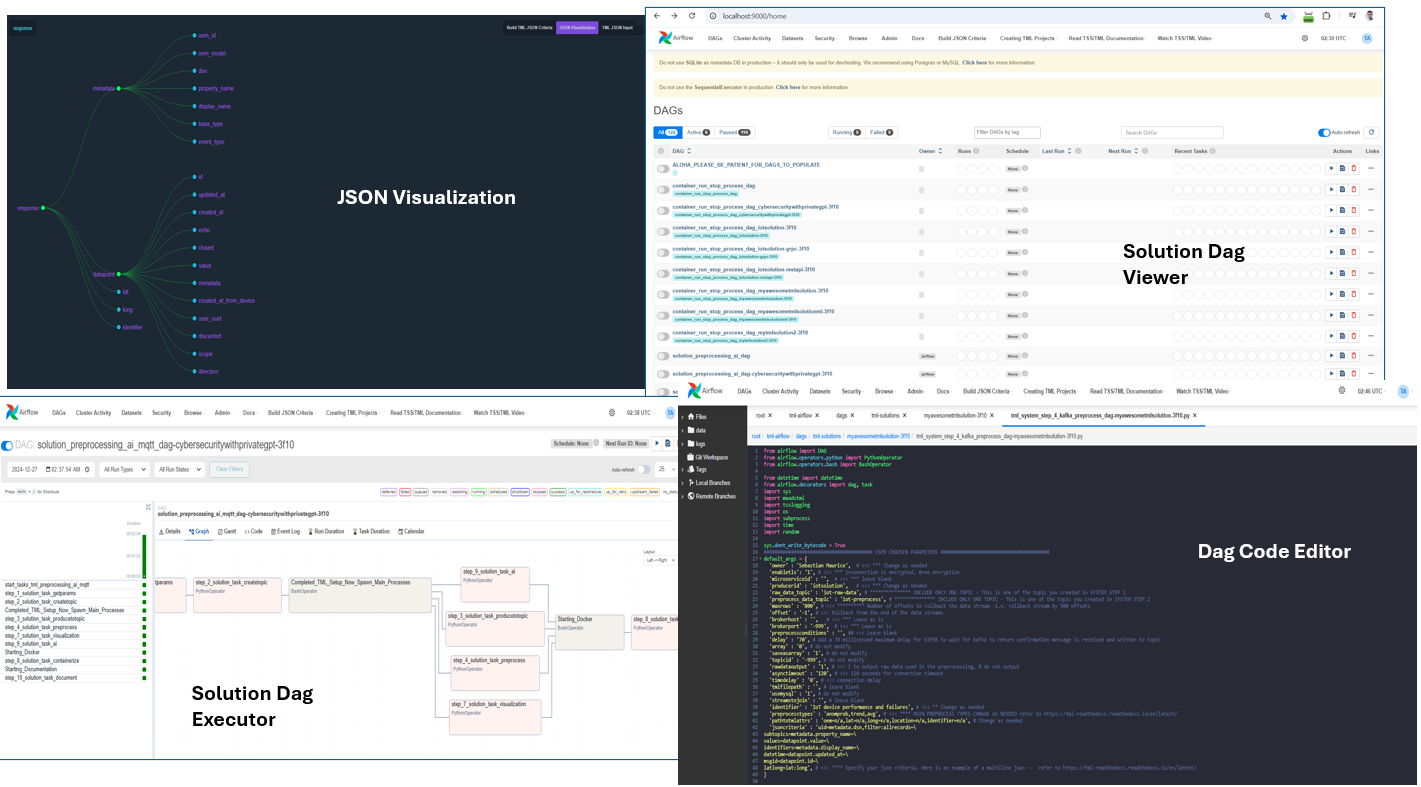 response
Build TML JSON Criteria
JSON Visualization
TML JSON Input
oem_id
oem_model
dsn
metadata
property_name
display_name
base_type
event_type
id
updated_at
created_at
response
echo
closed
value
datapoint
metadata
lat
created_at_from_device
long
user_uuid
identifier
discarded
scope
direction
JSON Visualization
localhost:9000/home
Airflow DAGs Cluster Activity Datasets Security Browse Admin Docs Build JSON Criteria Creating TML Projects Read TSS/TML Documentation Watch TSS/TML Video 02:38 UTC TA
Do not use SQLite as metadata DB in production – it should only be used for dev/testing. We recommend using Postgres or MySQL. Click here for more information.
Do not use the SequentialExecutor in production. Click here for more information.
DAGs
All Active Paused Running 0 Failed 0 Filter DAGs by tag Search DAGs Auto-refresh
DAG Owner Runs Schedule Last Run Next Run Recent Tasks Actions Links
ALOHA_PLEASE_BE_PATIENT_FOR_DAGS_TO_POPULATE
None
container_run_stop_process_dag
container_run_stop_process_dag
None
container_run_stop_process_dag_cybersecuritywithprivategpt-3f10
container_run_stop_process_dag_cybersecuritywithprivategpt-3f10
None
container_run_stop_process_dag_iotsolution-3f10
container_run_stop_process_dag_iotsolution-3f10
None
container_run_stop_process_dag_iotsolution-grpc-3f10
container_run_stop_process_dag_iotsolution-grpc-3f10
None
container_run_stop_process_dag_iotsolution-restapi-3f10
container_run_stop_process_dag_iotsolution-restapi-3f10
None
container_run_stop_process_dag_myawesometmlsolution-3f10
container_run_stop_process_dag_myawesometmlsolution-3f10
None
container_run_stop_process_dag_myawesometmlsolutionml-3f10
container_run_stop_process_dag_myawesometmlsolutionml-3f10
None
container_run_stop_process_dag_mytmlsolution2-3f10
container_run_stop_process_dag_mytmlsolution2-3f10
None
solution_preprocessing_ai_dag airflow None
solution_preprocessing_ai_dag-cybersecuritywithprivategpt-3f10 airflow None
Solution Dag
Viewer
Airflow DAGs Cluster Activity Datasets Security Browse Admin Docs Build JSON Criteria Creating TML Projects Read TSS/TML Documentation Watch TSS/TML Video 02:38 UTC TA
DAG: solution_preprocessing_ai_mqtt_dag-cybersecuritywithprivategpt-3f10
Schedule: None Next Run ID: None
2024-12-27 02:37:54 AM All Run Types All Run States Clear Filters Auto-refresh 25
Press shift + / for Shortcuts
deferred failed queued removed restarting running scheduled shutdown skipped success up_for_reschedule up_for_retry upstream_failed no_status
DAG
solution_preprocessing_ai_mqtt_dag-cybersecuritywithprivategpt-3f10
Duration
Details Graph Gantt Code Event Log Run Duration Task Duration Calendar
Layout:
Left -> Right
start_tasks_tml_preprocessing_ai_mqtt
step_1_solution_task_getparams
step_2_solution_task_createtopic
Completed_TML_Setup_Now_Spawn_Main_Processes
step_3_solution_task_producetotopic
step_4_solution_task_preprocess
step_7_solution_task_visualization
step_9_solution_task_ai
Starting_Docker
step_8_solution_task_containerize
Starting_Documentation
step_10_solution_task_document
tparams
step_2_solution_task_createtopic
PythonOperator
Completed_TML_Setup_Now_Spawn_Main_Processes
BashOperator
step_9_solution_task_ai
PythonOperator
step_3_solution_task_producetotopic
PythonOperator
step_4_solution_task_preprocess
PythonOperator
step_7_solution_task_visualization
PythonOperator
Starting_Docker
BashOperator
step_8_solution_task
PythonOperator
Solution Dag
Executor
Airflow DAGs Cluster Activity Datasets Security Browse Admin Docs Build JSON Criteria Creating TML Projects Read TSS/TML Documentation Watch TSS/TML Video 02:46 UTC TA
Files
data
logs
Git Workspace
Tags
Local Branches
Remote Branches
root tml-airflow dags tml-solutions myawesometmlsolution-3f10 tml_system_step_4_kafka_preprocess_dag-myawesometmlsolution-3f10.py
root / tml-airflow / dags / tml-solutions / myawesometmlsolution-3f10 / tml_system_step_4_kafka_preprocess_dag-myawesometmlsolution-3f10.py
from airflow import DAG
from airflow.operators.python import PythonOperator
from airflow.operators.bash import BashOperator
from datetime import datetime
from airflow.decorators import dag, task
import sys
import maadstml
import tsslogging
import os
import subprocess
import time
import random
sys.dont_write_bytecode = True
USER CHOOSEN PARAMETERS
default_args = {
'owner' : 'Sebastian Maurice', # <<< *** Change as needed
'enabletls': '1', # <<< *** 1=connection is encrypted, 0=no encryption
'microserviceid' : '', # <<< *** leave blank
'producerid' : 'iotsolution', # <<< *** Change as needed
'raw_data_topic' : 'iot-raw-data', # *************** INCLUDE ONLY ONE TOPIC - This is one of the topic you created in SYSTEM STEP 2
'preprocess_data_topic' : 'iot-preprocess', # *************** INCLUDE ONLY ONE TOPIC - This is one of the topic you created in SYSTEM STEP 2
'maxrows' : '800', # <<< ********** Number of offsets to rollback the data stream -i.e. rollback stream by 500 offsets
'offset' : '-1', # <<< Rollback from the end of the data streams
'brokerhost' : '', # <<< *** Leave as is
'brokerport' : '-999', # <<< *** Leave as is
'preprocessconditions' : '', ## <<< Leave blank
'delay' : '70', # Add a 70 millisecond maximum delay for VIPER to wait for Kafka to return confirmation message is received and written to topic
'array' : '0', # do not modify
'saveasarray' : '1', # do not modify
'topicid' : '-999', # do not modify
'rawdataoutput' : '1', # <<< 1 to output raw data used in the preprocessing, 0 do not output
'asynctimeout' : '120', # <<< 120 seconds for connection timeout
'timedelay' : '0', # <<< connection delay
'tmlfilepath' : '', # leave blank
'usemysql' : '1', # do not modify
'streamstojoin' : '', # leave blank
'identifier' : 'IoT device performance and failures', # <<< ** Change as needed
'preprocesstypes' : 'anomprob,trend,avg', # <<< **** MAIN PREPROCESS TYPES CHNAGE AS NEEDED refer to https://tml-readthedocs.readthedocs.io/en/latest/
'pathtotmlattrs' : 'oem=n/a,lat=n/a,long=n/a,location=n/a,identifier=n/a', # Change as needed
'jsoncriteria' : 'uid=metadata.dsn,filter:allrecords~\
subtopics=metadata.property_name~\
values=datapoint.value~\
identifiers=metadata.display_name~\
datetime=datapoint.updated_at~\
msgid=datapoint.id~\
latlong=lat:long', # <<< **** Specify your json criteria. Here is an example of a multiline json -- refer to https://tml-readthedocs.readthedocs.io/en/latest/
}
Dag Code Editor